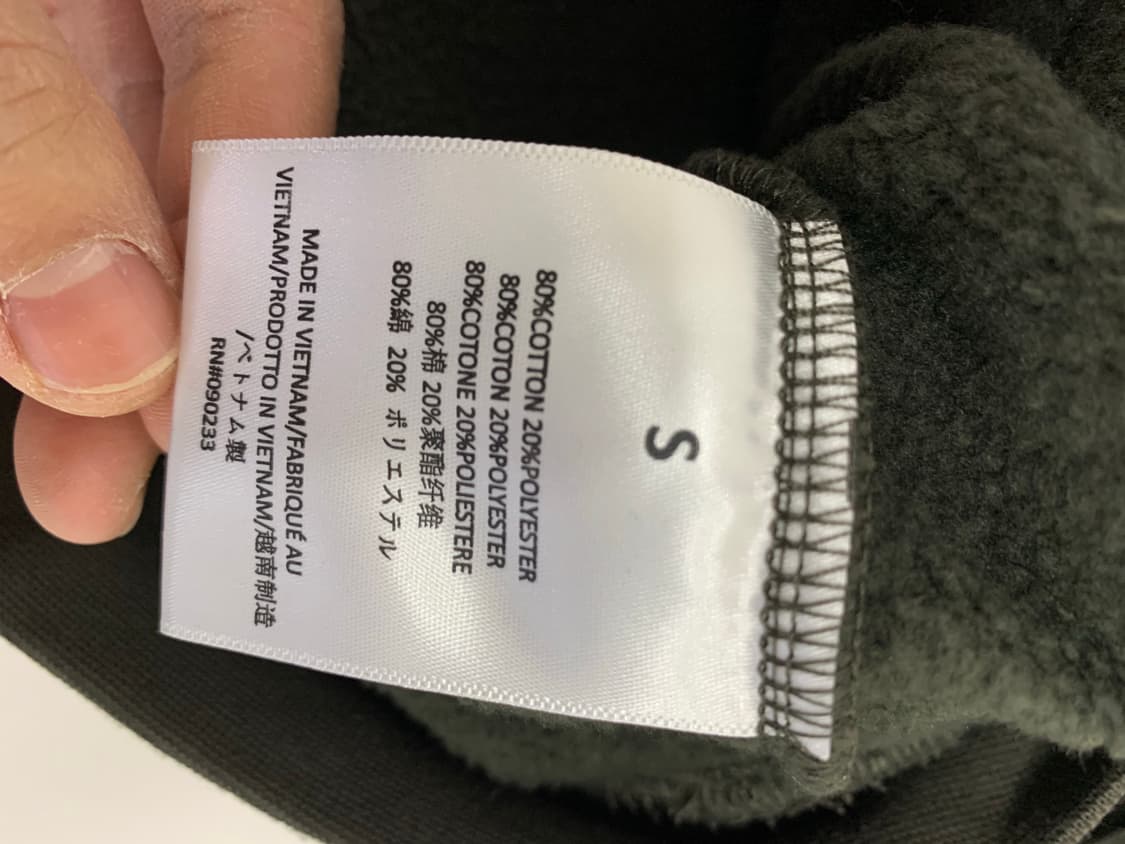 S
80%COTTON 20%POLYESTER
80%COTON 20%POLYESTER
80%COTONE 20%POLIESTERE
80%棉 20%聚酯纤维
80%綿 20% ポリエステル
MADE IN VIETNAM/FABRIQUÉ AU
VIETNAM/PRODOTTO IN VIETNAM/越南制造
/ベトナム製
RN#090233